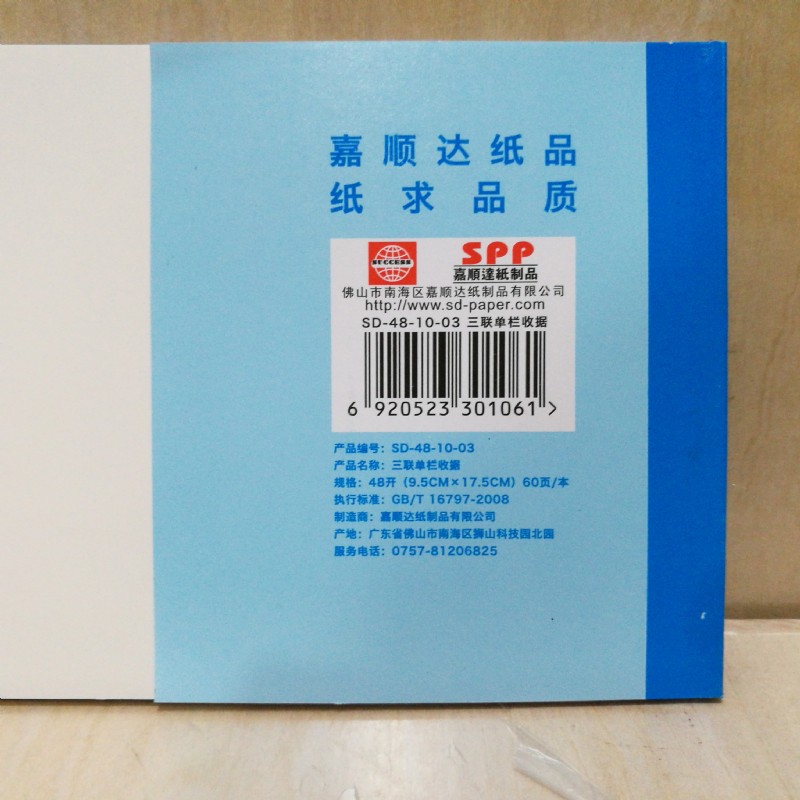 嘉顺达纸品
纸求品质
SUCCESS
SPP
嘉順達紙制品
佛山市南海区嘉顺达纸制品有限公司
http://www.sd-paper.com
SD-48-10-03 三联单栏收据
6 920523 301061 >
产品编号：SD-48-10-03
产品名称：三联单栏收据
规格：48开（9.5CM×17.5CM）60页/本
执行标准：GB/T 16797-2008
制造商：嘉顺达纸制品有限公司
产地：广东省佛山市南海区狮山科技园北园
服务电话：0757-81206825